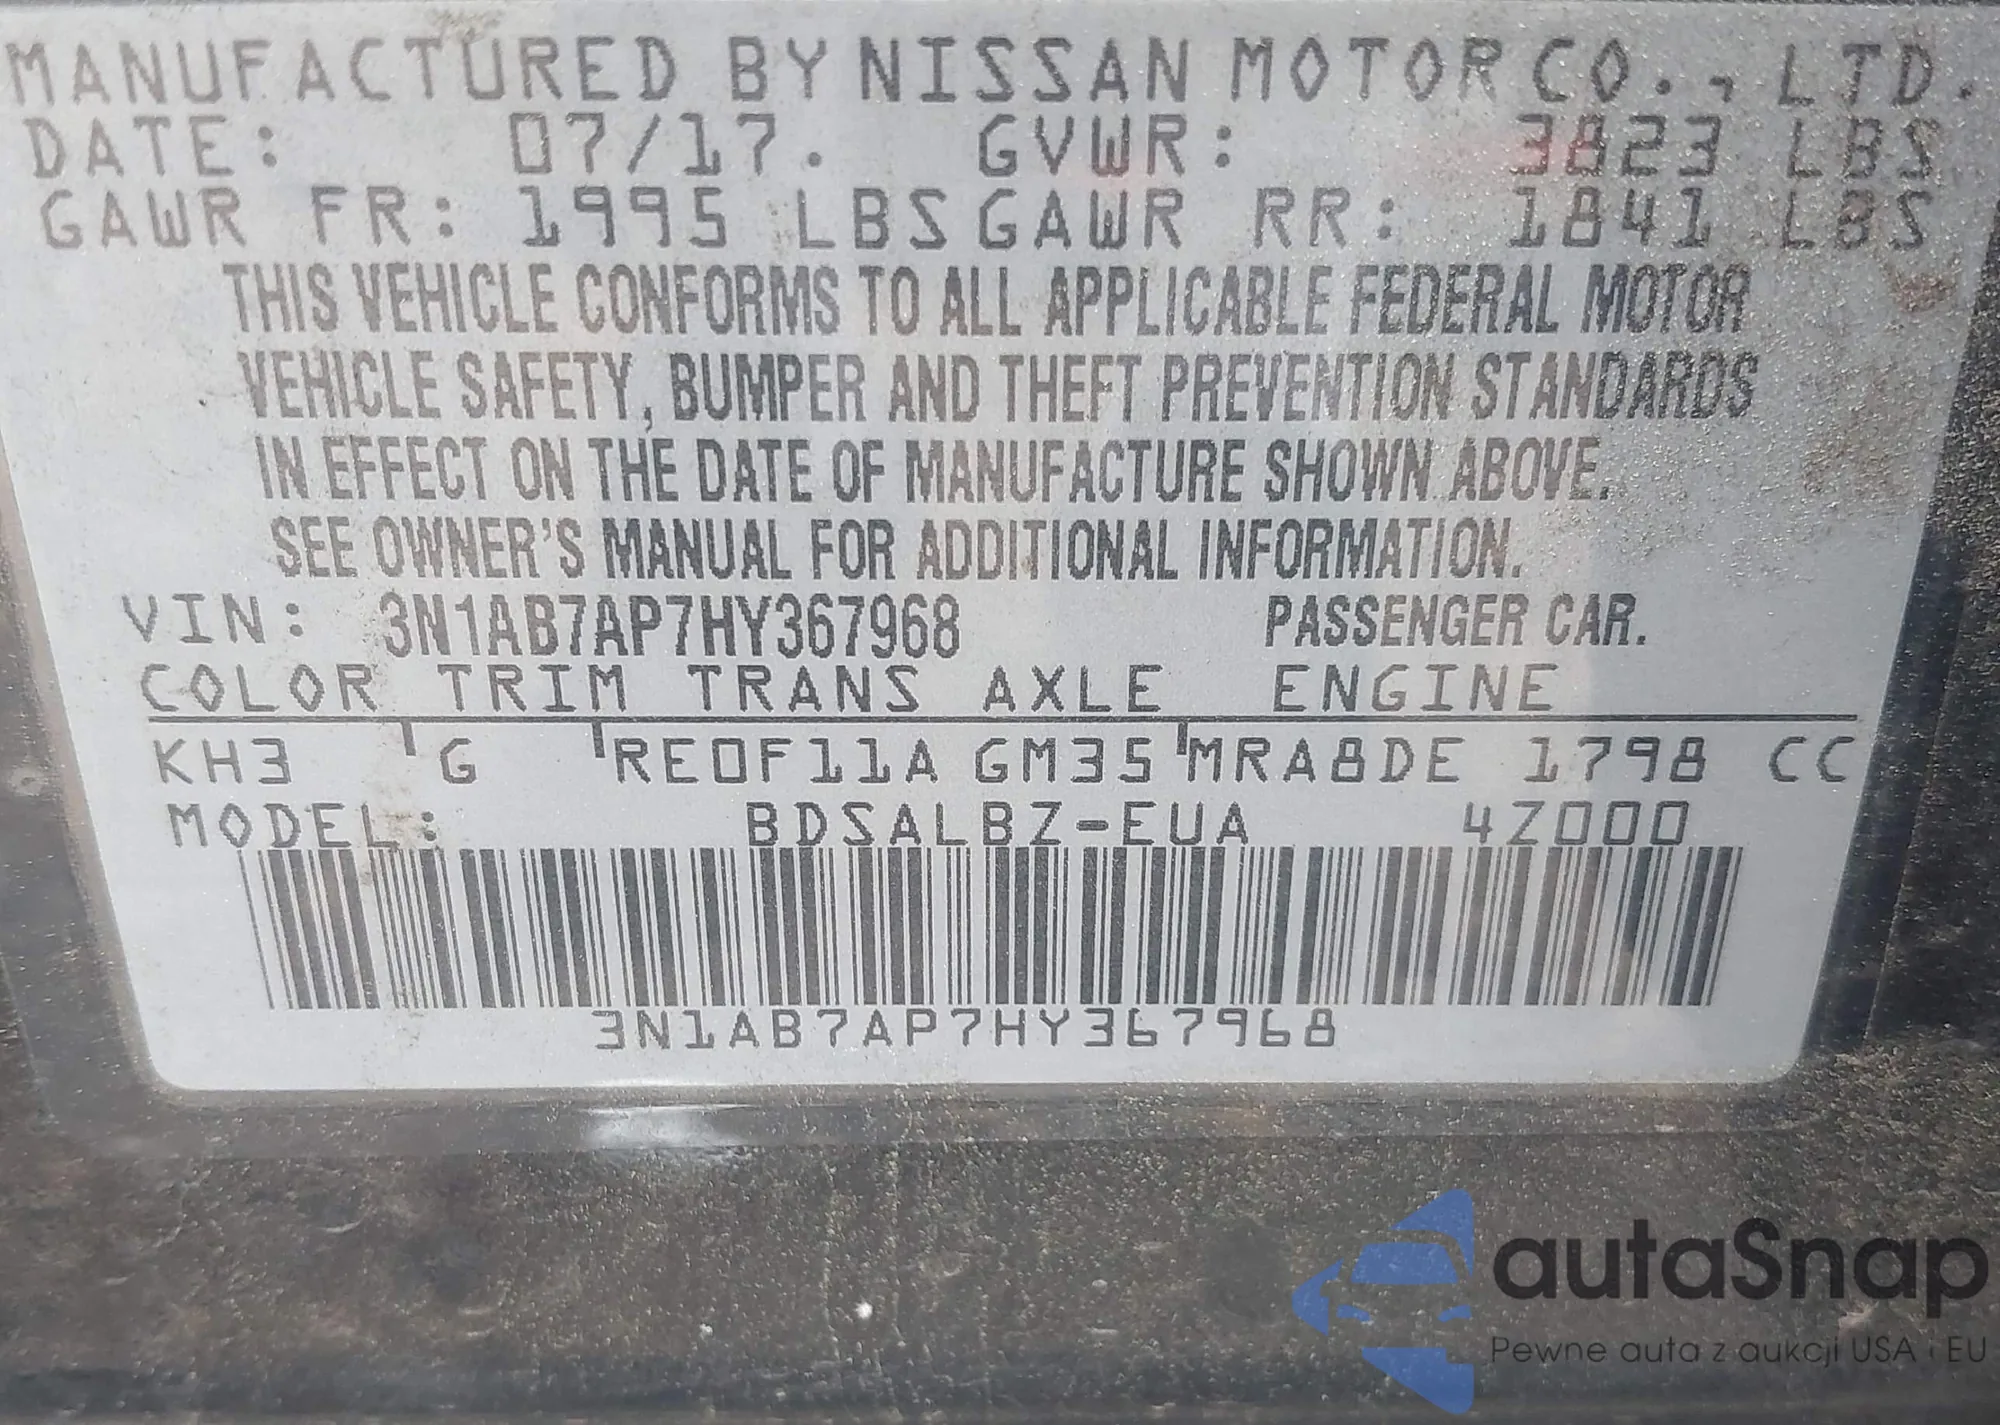 MANUFACTURED BY NISSAN MOTOR CO., LTD.
DATE: 07/17. GVWR: 3823 LBS
GAWR FR: 1995 LBS GAWR RR: 1841 LBS
THIS VEHICLE CONFORMS TO ALL APPLICABLE FEDERAL MOTOR
VEHICLE SAFETY, BUMPER AND THEFT PREVENTION STANDARDS
IN EFFECT ON THE DATE OF MANUFACTURE SHOWN ABOVE.
SEE OWNER'S MANUAL FOR ADDITIONAL INFORMATION.
VIN: 3N1AB7AP7HY367968 PASSENGER CAR.
COLOR TRIM TRANS AXLE ENGINE
KH3 G RE0F11A GM35 MRA8DE 1798 CC
MODEL: BDSALBZ-EUA 4Z000
3N1AB7AP7HY367968
autaSnap
Pewne auta z aukcji USA i EU